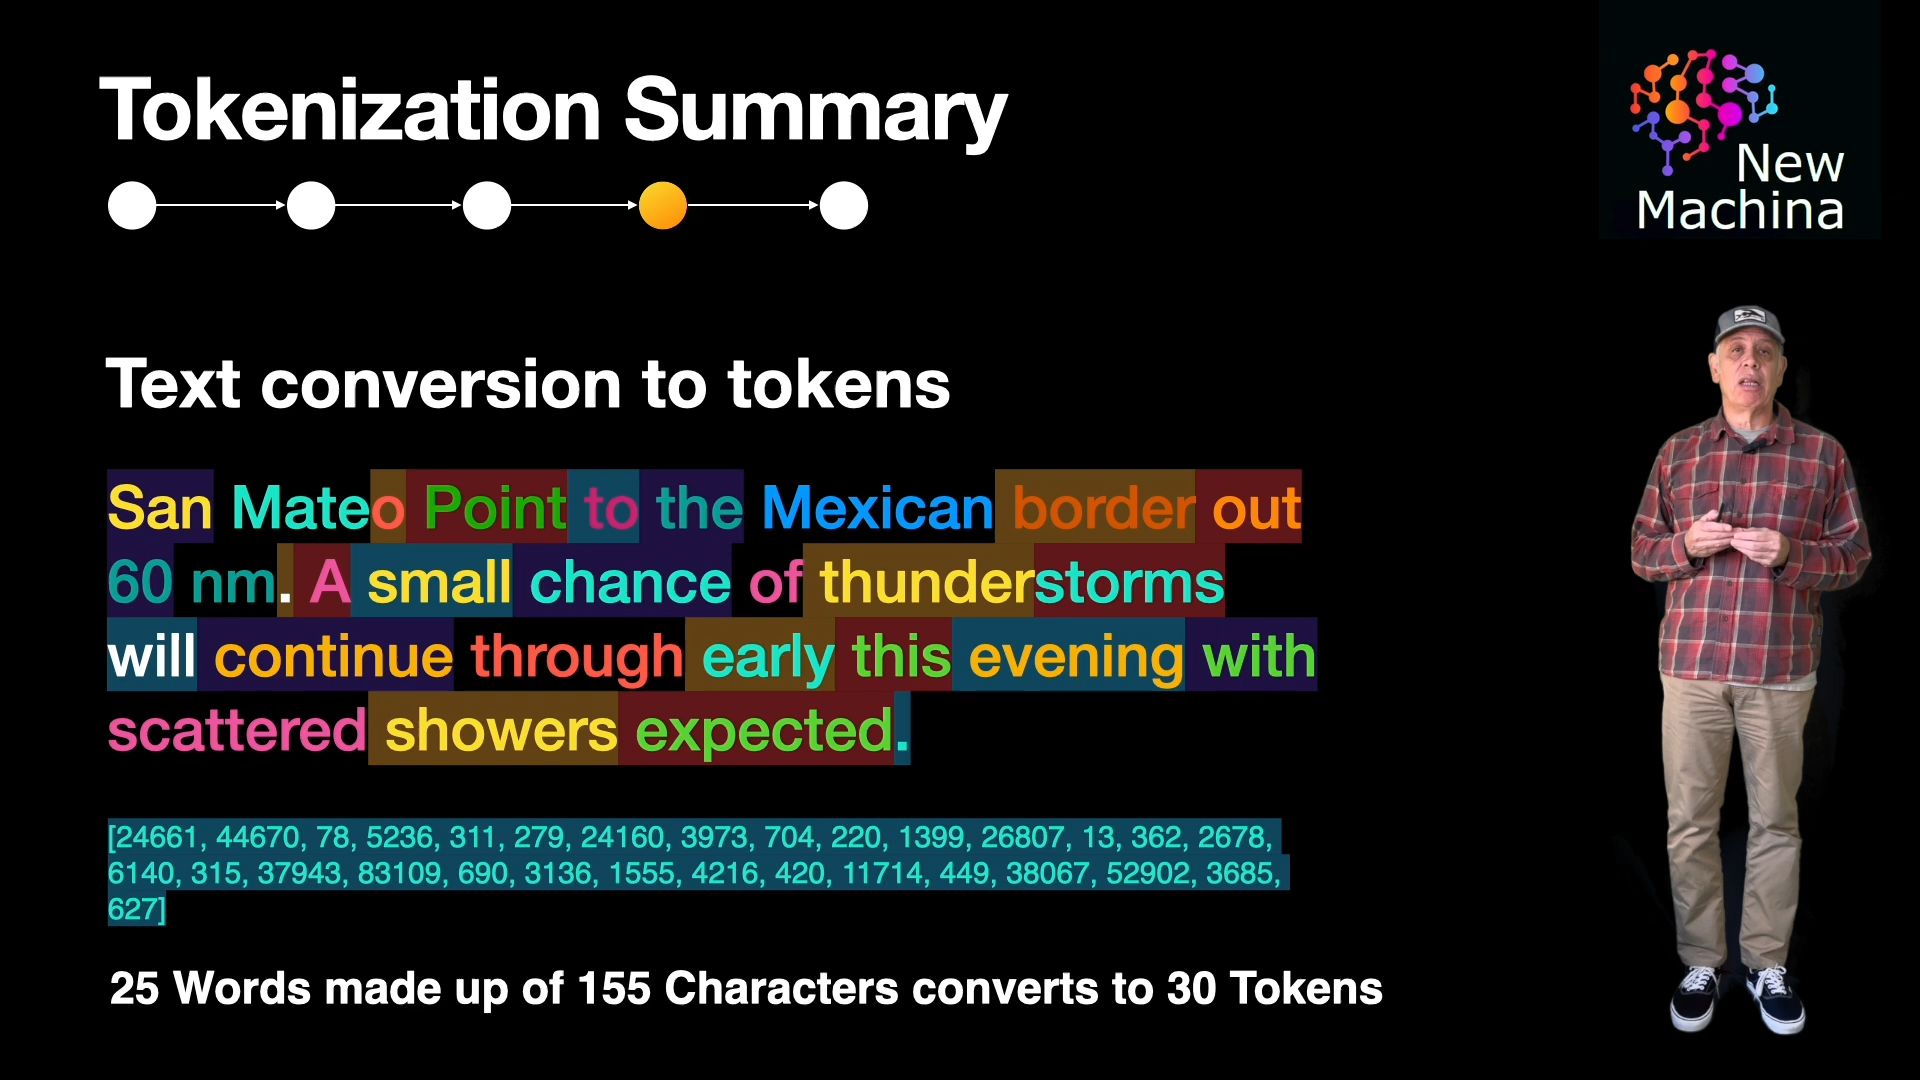 Tokenization Summary
New
Machina
Text conversion to tokens
San Mateo Point to the Mexican border out
60 nm. A small chance of thunderstorms
will continue through early this evening with
scattered showers expected.
[24661, 44670, 78, 5236, 311, 279, 24160, 3973, 704, 220, 1399, 26807, 13, 362, 2678,
6140, 315, 37943, 83109, 690, 3136, 1555, 4216, 420, 11714, 449, 38067, 52902, 3685,
627]
25 Words made up of 155 Characters converts to 30 Tokens